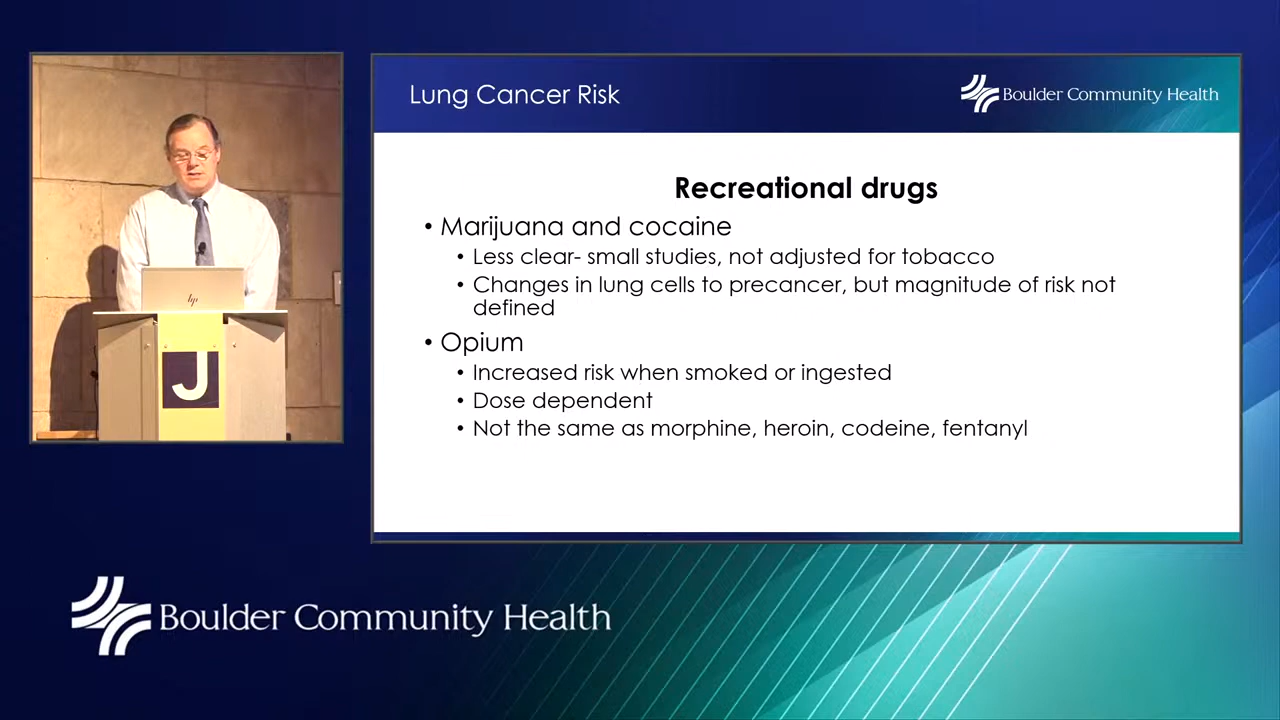 Lung Cancer Risk
Boulder Community Health
Recreational drugs
• Marijuana and cocaine
• Less clear- small studies, not adjusted for tobacco
• Changes in lung cells to precancer, but magnitude of risk not
defined
• Opium
• Increased risk when smoked or ingested
• Dose dependent
• Not the same as morphine, heroin, codeine, fentanyl
hp
J
Boulder Community Health